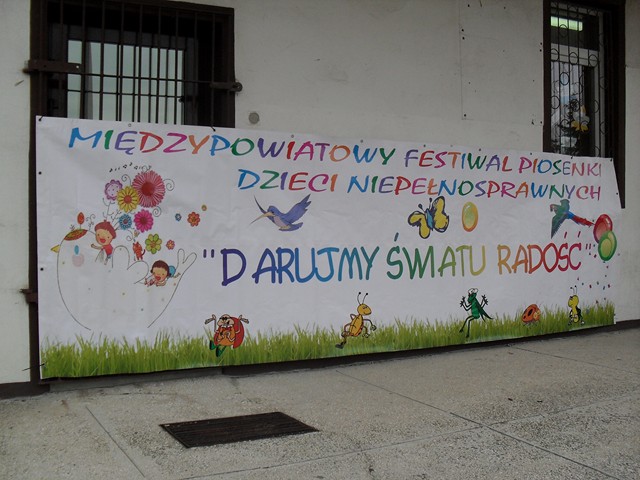 MIĘDZYPOWIATOWY FESTIWAL PIOSENKI
DZIECI NIEPEŁNOSPRAWNYCH
"DARUJMY ŚWIATU RADOŚĆ"